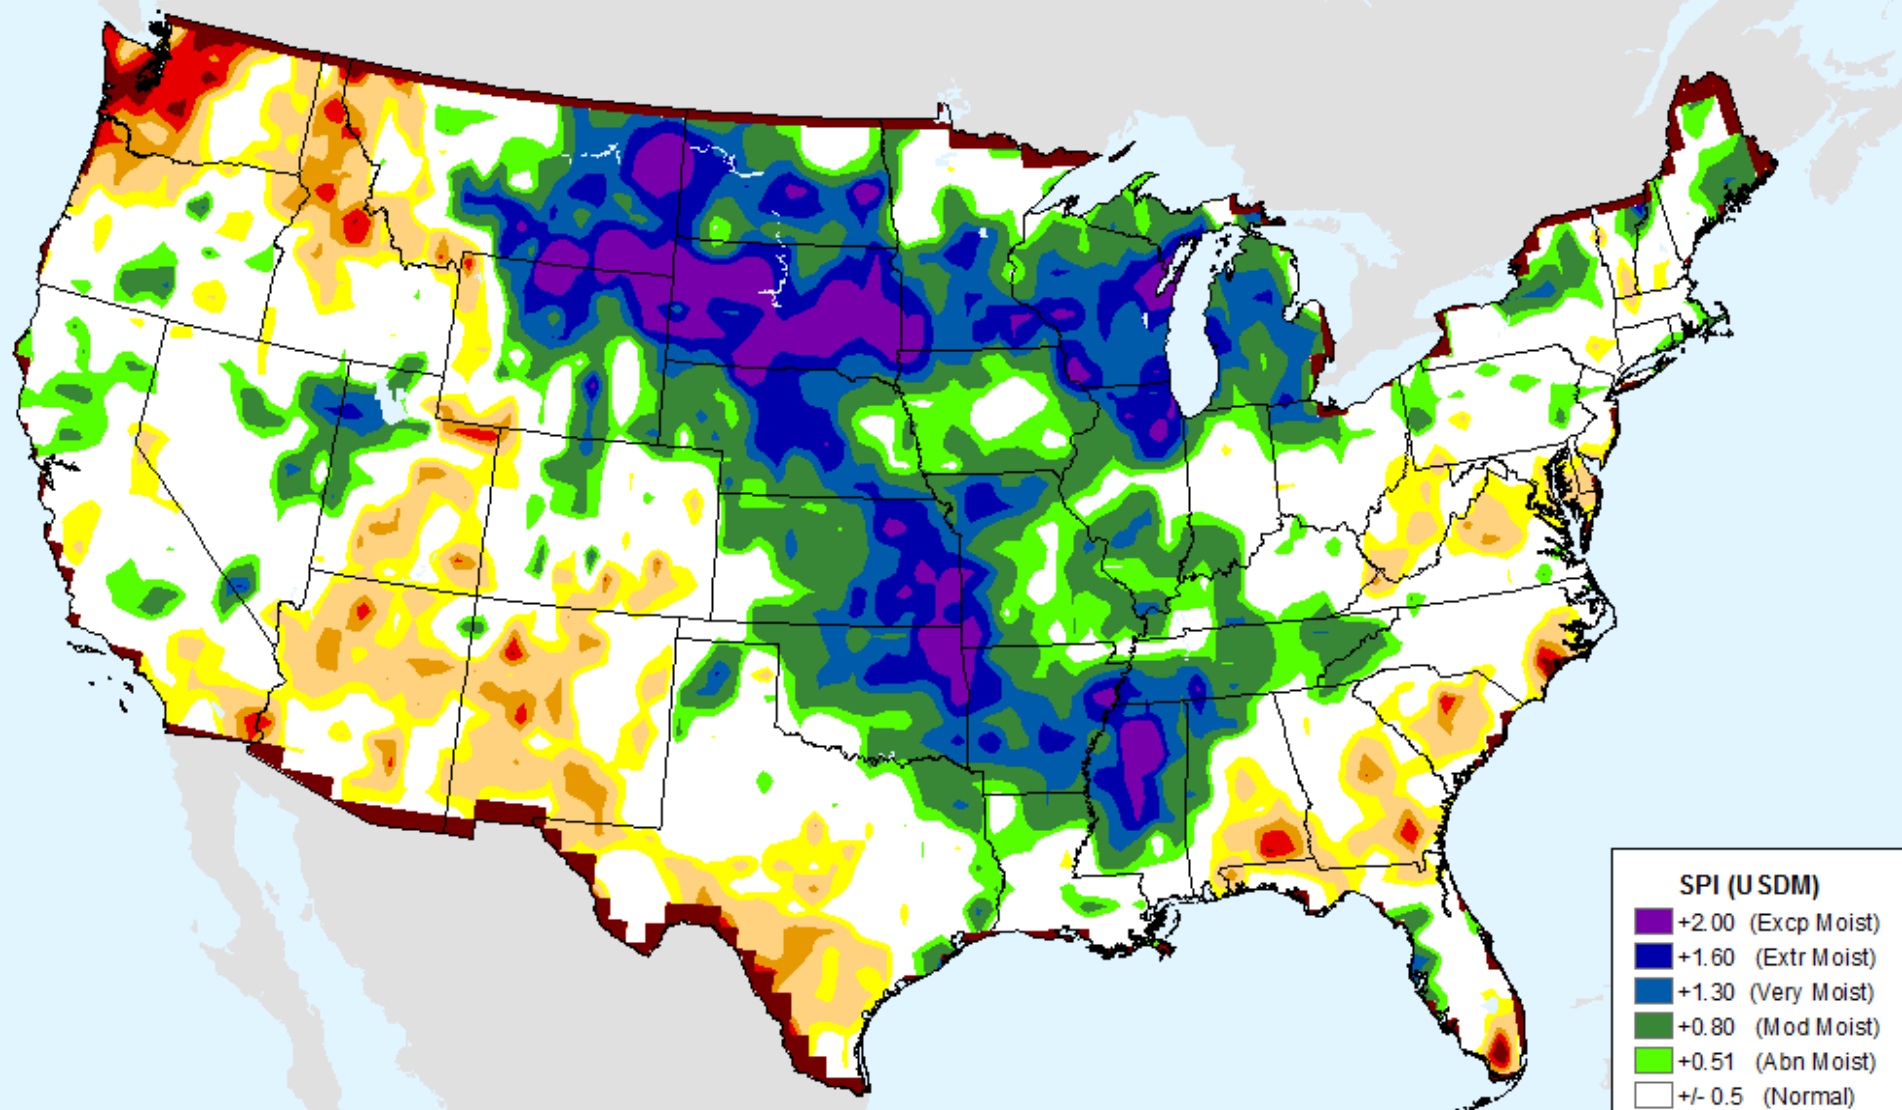 SPI (USDM)
+2.00 (Excp Moist)
+1.60 (Extr Moist)
+1.30 (Very Moist)
+0.80 (Mod Moist)
+0.51 (Abn Moist)
+/- 0.5 (Normal)